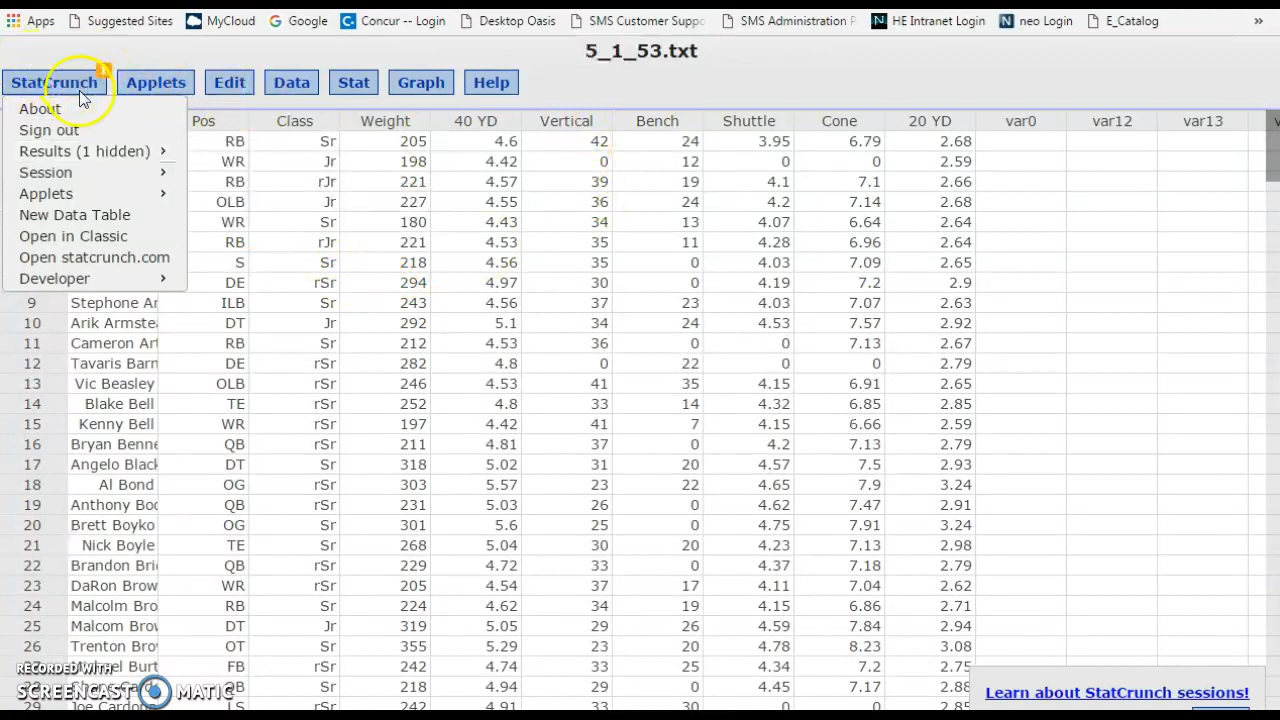 Apps Suggested Sites MyCloud Google Concur -- Login Desktop Oasis SMS Customer Suppo SMS Administration P HE Intranet Login neo Login E_Catalog »
5_1_53.txt
StatCrunch Applets Edit Data Stat Graph Help
About
Sign out
Results (1 hidden)
Session
Applets
New Data Table
Open in Classic
Open statcrunch.com
Developer
Pos Class Weight 40 YD Vertical Bench Shuttle Cone 20 YD var0 var12 var13
RB Sr 205 4.6 42 24 3.95 6.79 2.68
WR Jr 198 4.42 0 12 0 0 2.59
RB rJr 221 4.57 39 19 4.1 7.1 2.66
OLB Jr 227 4.55 36 24 4.2 7.14 2.68
WR Sr 180 4.43 34 13 4.07 6.64 2.64
RB rJr 221 4.53 35 11 4.28 6.96 2.64
S Sr 218 4.56 35 0 4.03 7.09 2.65
DE rSr 294 4.97 30 0 4.19 7.2 2.9
9 Stephone Ar ILB Sr 243 4.56 37 23 4.03 7.07 2.63
10 Arik Armstea DT Jr 292 5.1 34 24 4.53 7.57 2.92
11 Cameron Art RB Sr 212 4.53 36 0 0 7.13 2.67
12 Tavaris Barn DE rSr 282 4.8 0 22 0 0 2.79
13 Vic Beasley OLB rSr 246 4.53 41 35 4.15 6.91 2.65
14 Blake Bell TE rSr 252 4.8 33 14 4.32 6.85 2.85
15 Kenny Bell WR rSr 197 4.42 41 7 4.15 6.66 2.59
16 Bryan Benne QB rSr 211 4.81 37 0 4.2 7.13 2.79
17 Angelo Black DT Sr 318 5.02 31 20 4.57 7.5 2.93
18 Al Bond OG rSr 303 5.57 23 22 4.65 7.9 3.24
19 Anthony Boo QB rSr 231 5.03 26 0 4.62 7.47 2.91
20 Brett Boyko OG Sr 301 5.6 25 0 4.75 7.91 3.24
21 Nick Boyle TE Sr 268 5.04 30 20 4.23 7.13 2.98
22 Brandon Bri QB rSr 229 4.72 33 0 4.37 7.18 2.79
23 DaRon Brow WR rSr 205 4.54 37 17 4.11 7.04 2.62
24 Malcolm Bro RB Sr 224 4.62 34 19 4.15 6.86 2.71
25 Malcom Bro DT Jr 319 5.05 29 26 4.59 7.84 2.94
26 Trenton Brov OT Sr 355 5.29 23 20 4.78 8.23 3.08
Burt FB rSr 242 4.74 33 25 4.34 7.2 2.75
Sr 218 4.94 29 0 4.45 7.17 2.88
29 Joe Cardona LS rSr 242 4.91 33 30 0 0 2.85
RECORDED WITH
SCREENCAST MATIC
Learn about StatCrunch sessions!